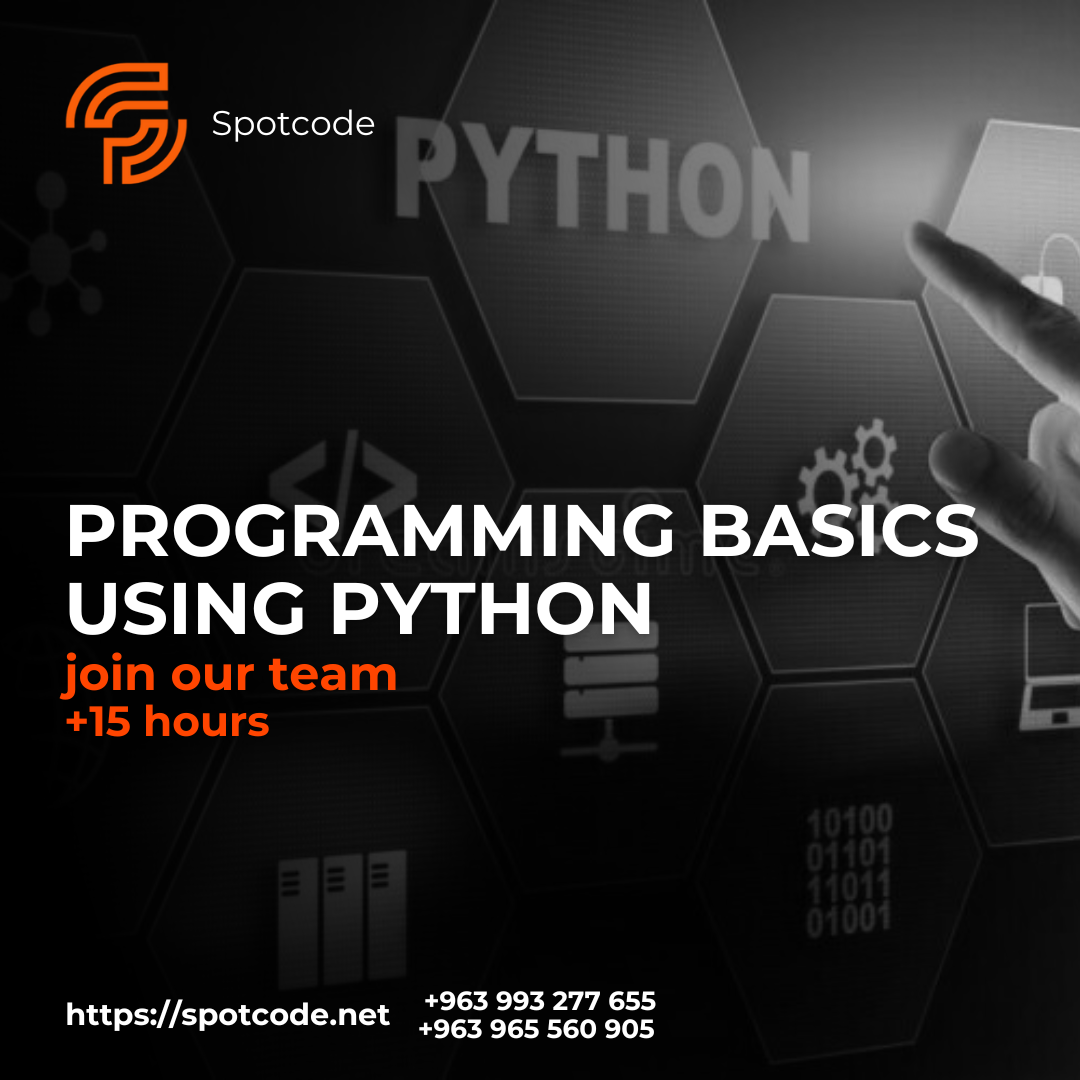 Spotcode
PYTHON
</>
PROGRAMMING BASICS
USING PYTHON
join our team
+15 hours
10100
01101
11011
01001
https://spotcode.net
+963 993 277 655
+963 965 560 905